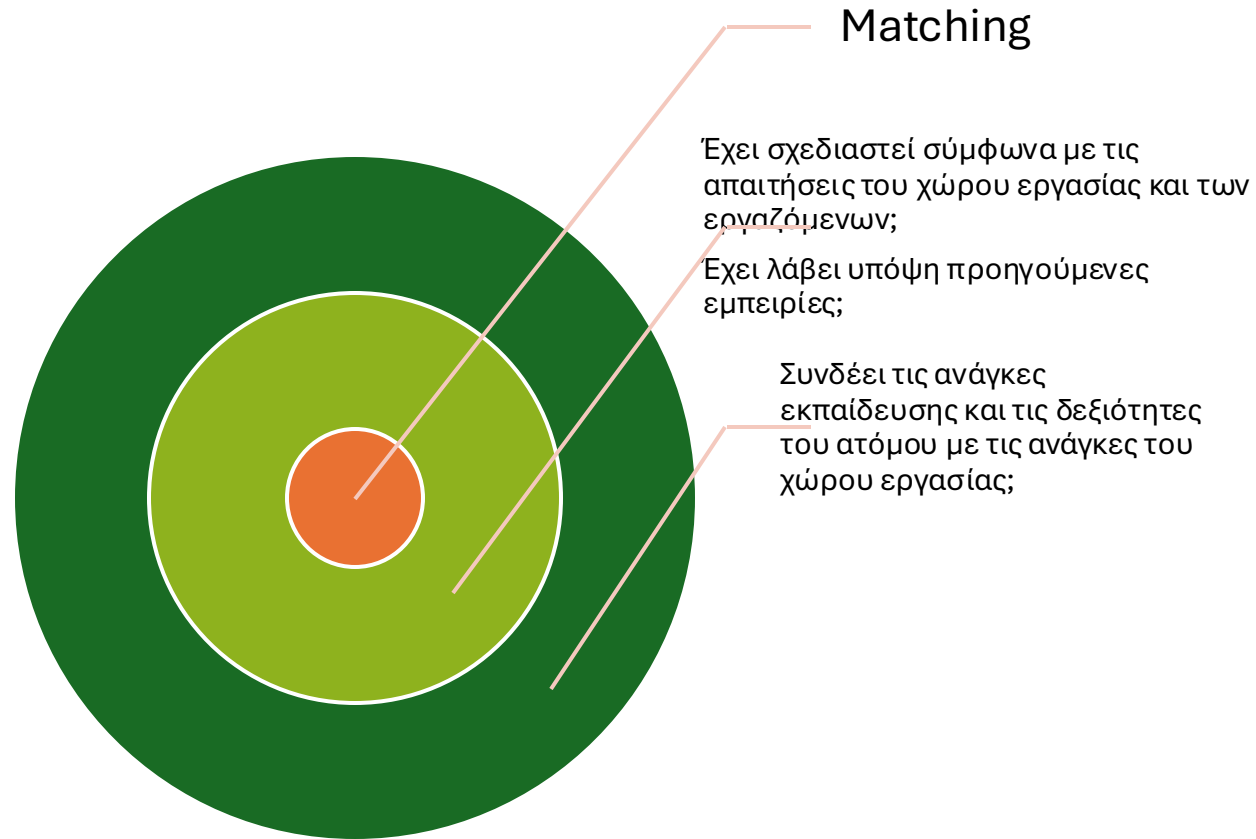 Matching
Έχει σχεδιαστεί σύμφωνα με τις
απαιτήσεις του χώρου εργασίας και των
εργαζόμενων;
Έχει λάβει υπόψη προηγούμενες
εμπειρίες;
Συνδέει τις ανάγκες
εκπαίδευσης και τις δεξιότητες
του ατόμου με τις ανάγκες του
χώρου εργασίας;